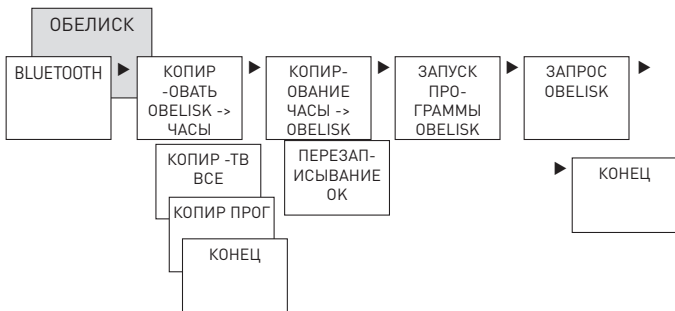 ОБЕЛИСК
BLUETOOTH
КОПИР
-ОВАТЬ
OBELISK ->
ЧАСЫ
КОПИР-
ОВАНИЕ
ЧАСЫ ->
OBELISK
ЗАПУСК
ПРО-
ГРАММЫ
OBELISK
ЗАПРОС
OBELISK
КОПИР -ТВ
ВСЕ
КОПИР ПРОГ
КОНЕЦ
ПЕРЕЗАП-
ИСЫВАНИЕ
OK
КОНЕЦ